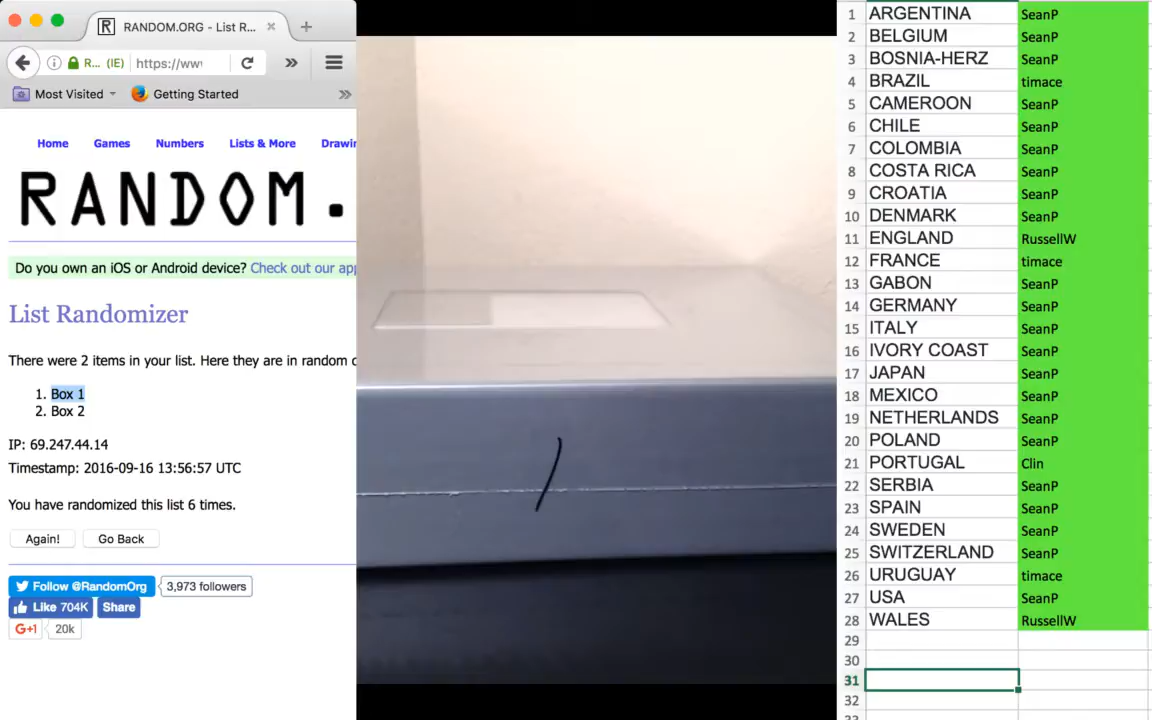 RANDOM.ORG - List R...
R... (IE) https://ww
Most Visited
Getting Started
Home Games Numbers Lists & More Drawin
RANDOM.
Do you own an iOS or Android device? Check out our app
List Randomizer
There were 2 items in your list. Here they are in random o
1. Box 1
2. Box 2
IP: 69.247.44.14
Timestamp: 2016-09-16 13:56:57 UTC
You have randomized this list 6 times.
Again! Go Back
Follow @RandomOrg 3,973 followers
Like 704K Share
G+1 20k
1
1 ARGENTINA SeanP
2 BELGIUM SeanP
3 BOSNIA-HERZ SeanP
4 BRAZIL timace
5 CAMEROON SeanP
6 CHILE SeanP
7 COLOMBIA SeanP
8 COSTA RICA SeanP
9 CROATIA SeanP
10 DENMARK SeanP
11 ENGLAND RussellW
12 FRANCE timace
13 GABON SeanP
14 GERMANY SeanP
15 ITALY SeanP
16 IVORY COAST SeanP
17 JAPAN SeanP
18 MEXICO SeanP
19 NETHERLANDS SeanP
20 POLAND SeanP
21 PORTUGAL Clin
22 SERBIA SeanP
23 SPAIN SeanP
24 SWEDEN SeanP
25 SWITZERLAND SeanP
26 URUGUAY timace
27 USA SeanP
28 WALES RussellW
29
30
31
32